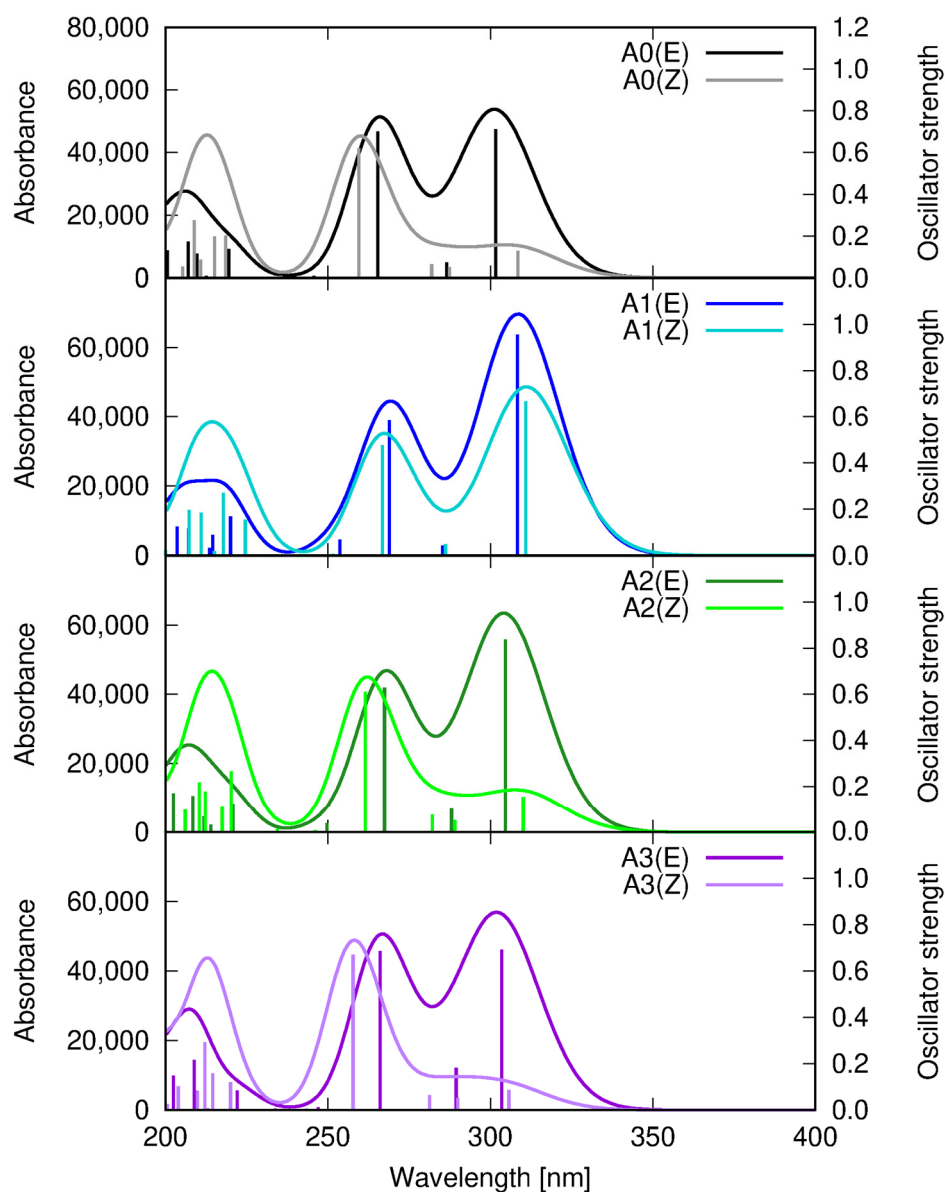 80,000 1.2
A0(E)
60,000 1.0
A0(Z)
0.8
40,000 0.6
20,000 0.4
0.2
0 0.0
Absorbance
Oscillator strength
A1(E) 1.0
60,000 A1(Z)
0.8
40,000 0.6
0.4
20,000
0.2
0 0.0
Absorbance
Oscillator strength
A2(E) 1.0
60,000 A2(Z)
0.8
40,000 0.6
0.4
20,000
0.2
0 0.0
Absorbance
Oscillator strength
A3(E) 1.0
60,000 A3(Z)
0.8
40,000 0.6
0.4
20,000
0.2
0 0.0
Absorbance
Oscillator strength
200 250 300 350 400
Wavelength [nm]